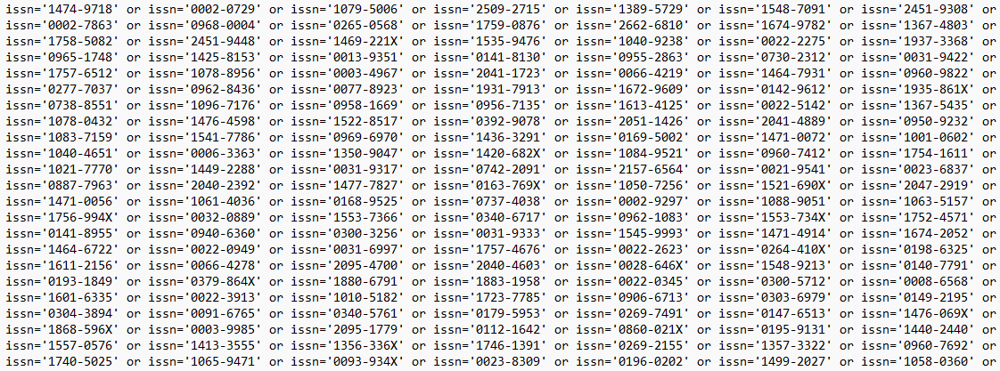 issn='1474-9718' or issn='0002-0729' or issn='1079-5006' or issn='2509-2715' or issn='1389-5729' or issn='1548-7091' or issn='2451-9308' or
issn='0002-7863' or issn='0968-0004' or issn='0265-0568' or issn='1759-0876' or issn='2662-6810' or issn='1674-9782' or issn='1367-4803' or
issn='1758-5082' or issn='2451-9448' or issn='1469-221X' or issn='1535-9476' or issn='1040-9238' or issn='0022-2275' or issn='1937-3368' or
issn='0965-1748' or issn='1425-8153' or issn='0013-9351' or issn='0141-8130' or issn='0955-2863' or issn='0730-2312' or issn='0031-9422' or
issn='1757-6512' or issn='1078-8956' or issn='0003-4967' or issn='2041-1723' or issn='0066-4219' or issn='1464-7931' or issn='0960-9822' or
issn='0277-7037' or issn='0962-8436' or issn='0077-8923' or issn='1931-7913' or issn='1672-9609' or issn='0142-9612' or issn='1935-861X' or
issn='0738-8551' or issn='1096-7176' or issn='0958-1669' or issn='0956-7135' or issn='1613-4125' or issn='0022-5142' or issn='1367-5435' or
issn='1078-0432' or issn='1476-4598' or issn='1522-8517' or issn='0392-9078' or issn='2051-1426' or issn='2041-4889' or issn='0950-9232' or
issn='1083-7159' or issn='1541-7786' or issn='0969-6970' or issn='1436-3291' or issn='0169-5002' or issn='1471-0072' or issn='1001-0602' or
issn='1040-4651' or issn='0006-3363' or issn='1350-9047' or issn='1420-682X' or issn='1084-9521' or issn='0960-7412' or issn='1754-1611' or
issn='1021-7770' or issn='1449-2288' or issn='0031-9317' or issn='0742-2091' or issn='2157-6564' or issn='0021-9541' or issn='0023-6837' or
issn='0887-7963' or issn='2040-2392' or issn='1477-7827' or issn='0163-769X' or issn='1050-7256' or issn='1521-690X' or issn='2047-2919' or
issn='1471-0056' or issn='1061-4036' or issn='0168-9525' or issn='0737-4038' or issn='0002-9297' or issn='1088-9051' or issn='1063-5157' or
issn='1756-994X' or issn='0032-0889' or issn='1553-7366' or issn='0340-6717' or issn='0962-1083' or issn='1553-734X' or issn='1752-4571' or
issn='0141-8955' or issn='0940-6360' or issn='0300-3256' or issn='0031-9333' or issn='1545-9993' or issn='1471-4914' or issn='1674-2052' or
issn='1464-6722' or issn='0022-0949' or issn='0031-6997' or issn='1757-4676' or issn='0022-2623' or issn='0264-410X' or issn='0198-6325' or
issn='1611-2156' or issn='0066-4278' or issn='2095-4700' or issn='2040-4603' or issn='0028-646X' or issn='1548-9213' or issn='0140-7791' or
issn='0193-1849' or issn='0379-864X' or issn='1880-6791' or issn='1883-1958' or issn='0022-0345' or issn='0300-5712' or issn='0008-6568' or
issn='1601-6335' or issn='0022-3913' or issn='1010-5182' or issn='1723-7785' or issn='0906-6713' or issn='0303-6979' or issn='0149-2195' or
issn='0304-3894' or issn='0091-6765' or issn='0340-5761' or issn='0179-5953' or issn='0269-7491' or issn='0147-6513' or issn='1476-069X' or
issn='1868-596X' or issn='0003-9985' or issn='2095-1779' or issn='0112-1642' or issn='0860-021X' or issn='0195-9131' or issn='1440-2440' or
issn='1557-0576' or issn='1413-3555' or issn='1356-336X' or issn='1746-1391' or issn='0269-2155' or issn='1357-3322' or issn='0960-7692' or
issn='1740-5025' or issn='1065-9471' or issn='0093-934X' or issn='0023-8309' or issn='0196-0202' or issn='1499-2027' or issn='1058-0360' or